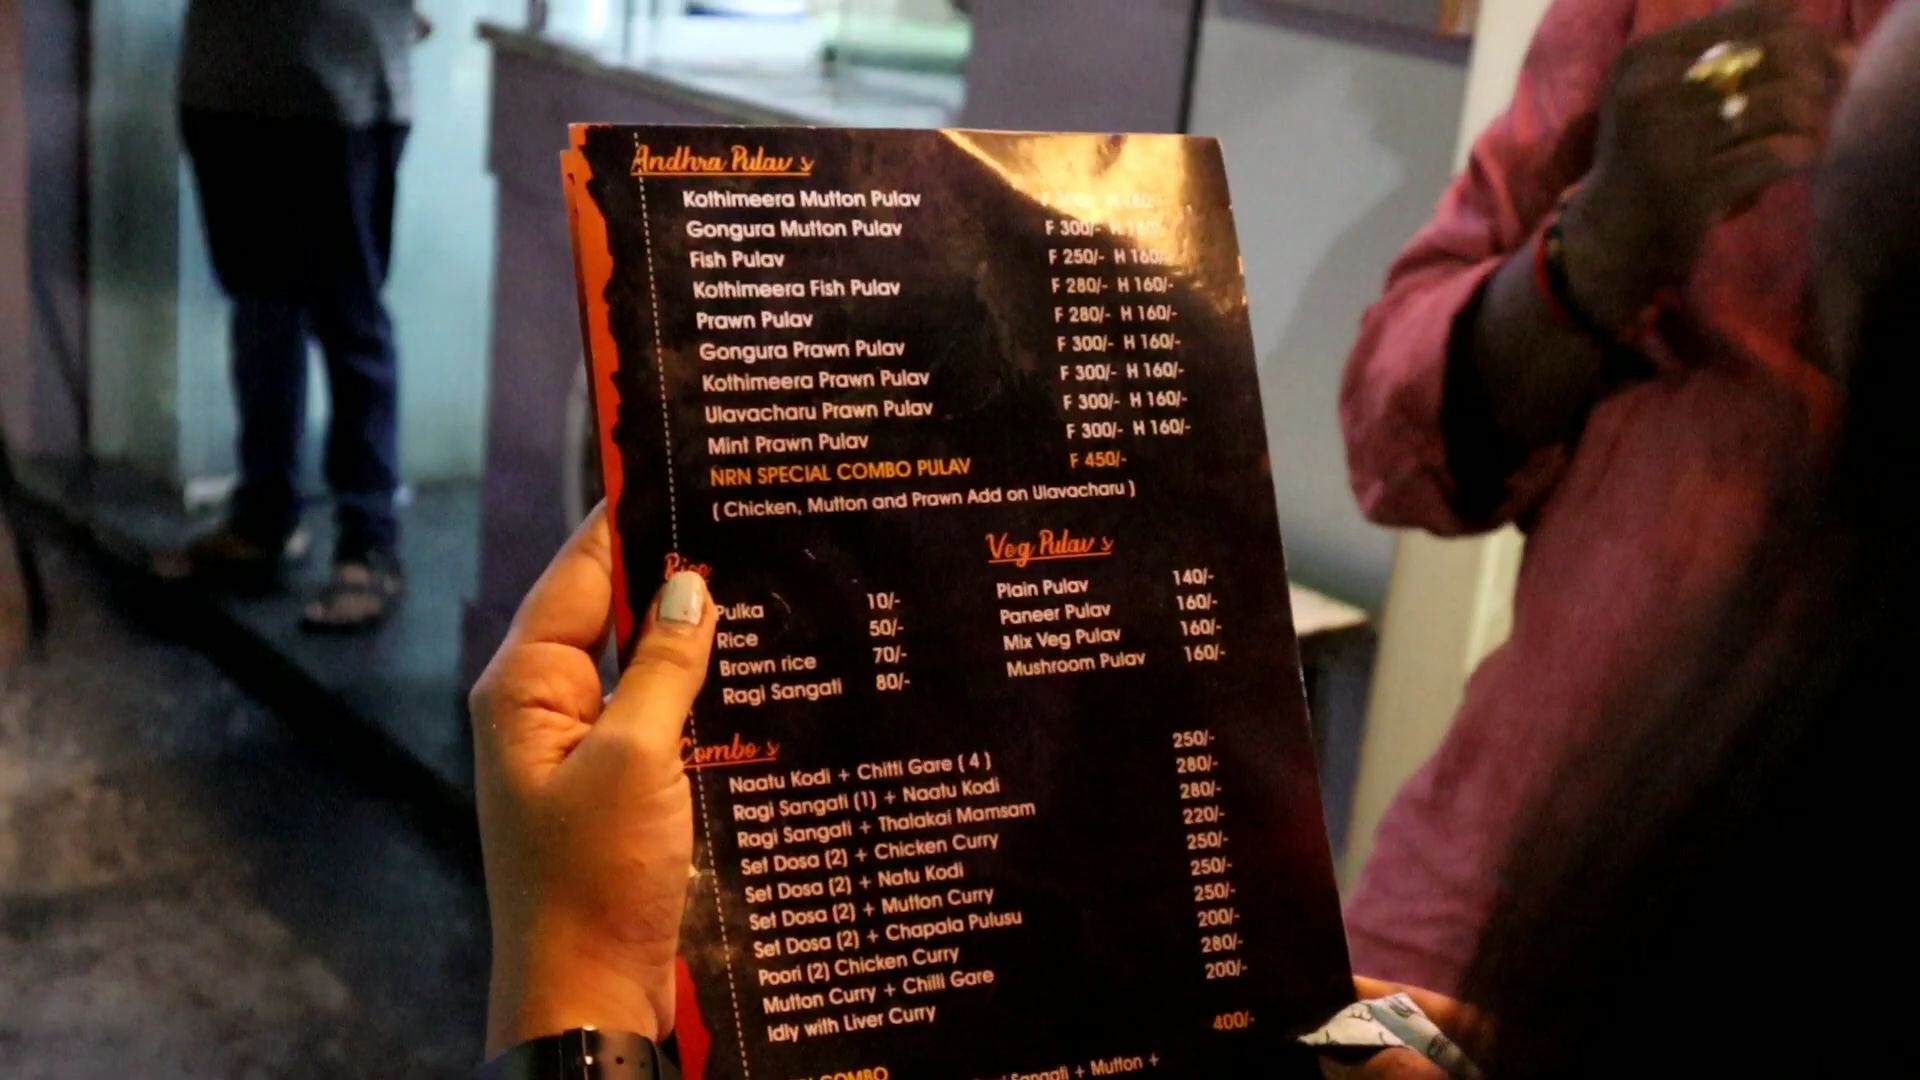 Andhra Pulav s
Kothimeera Mutton Pulav
Gongura Mutton Pulav F 300/-
Fish Pulav F 250/- H 160/-
Kothimeera Fish Pulav F 280/- H 160/-
Prawn Pulav F 280/- H 160/-
Gongura Prawn Pulav F 300/- H 160/-
Kothimeera Prawn Pulav F 300/- H 160/-
Ulavacharu Prawn Pulav F 300/- H 160/-
Mint Prawn Pulav F 300/- H 160/-
NRN SPECIAL COMBO PULAV F 450/-
( Chicken, Mutton and Prawn Add on Ulavacharu )
Rice
Pulka 10/-
Rice 50/-
Brown rice 70/-
Ragi Sangati 80/-
Veg Pulav s
Plain Pulav 140/-
Paneer Pulav 160/-
Mix Veg Pulav 160/-
Mushroom Pulav 160/-
Combo s
Naatu Kodi + Chitti Gare ( 4 ) 250/-
Ragi Sangati (1) + Naatu Kodi 280/-
Ragi Sangati + Thalakai Mamsam 280/-
Set Dosa (2) + Chicken Curry 220/-
Set Dosa (2) + Natu Kodi 250/-
Set Dosa (2) + Mutton Curry 250/-
Set Dosa (2) + Chapala Pulusu 250/-
Poori (2) Chicken Curry 200/-
Mutton Curry + Chilli Gare 280/-
Idly with Liver Curry 200/-
COMBO 400/-
Sangati + Mutton +